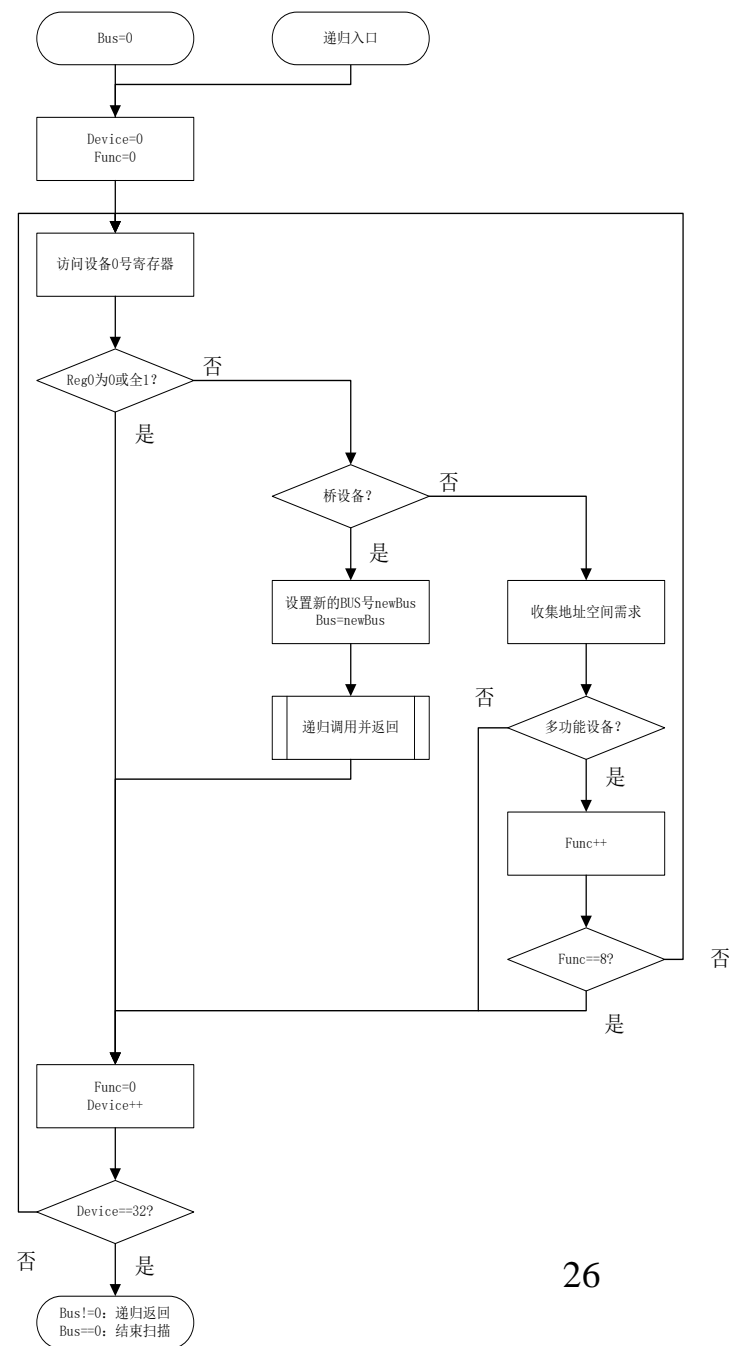 Bus=0
递归入口
Device=0
Func=0
访问设备0号寄存器
Reg0为0或全1?
否
是
桥设备?
否
是
设置新的BUS号newBus
Bus=newBus
收集地址空间需求
递归调用并返回
否
多功能设备?
是
Func++
Func==8?
否
是
Func=0
Device++
Device==32?
否
是
Bus!=0: 递归返回
Bus==0: 结束扫描
26